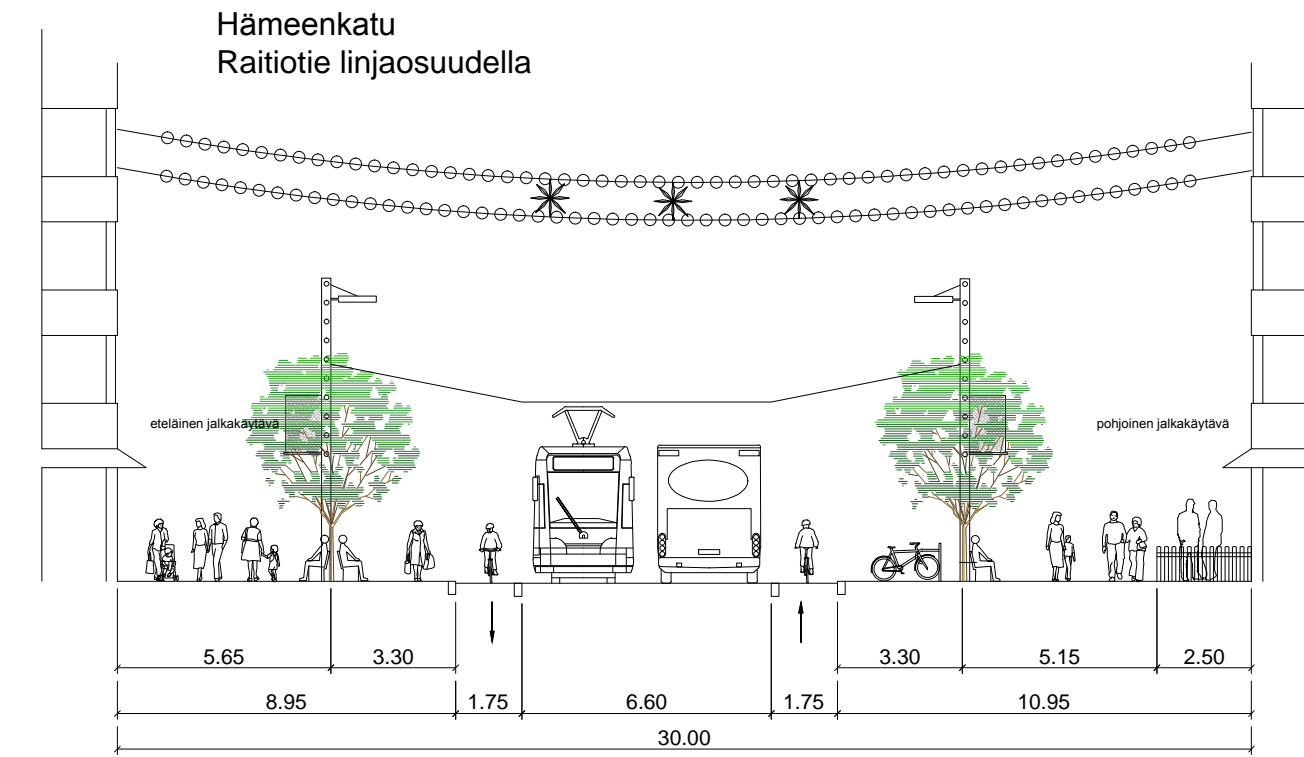 Hämeenkatu
Raitiotie linjaosuudella
eteläinen jalkakäytävä
pohjoinen jalkakäytävä
5.65 3.30 3.30 5.15 2.50
8.95 1.75 6.60 1.75 10.95
30.00